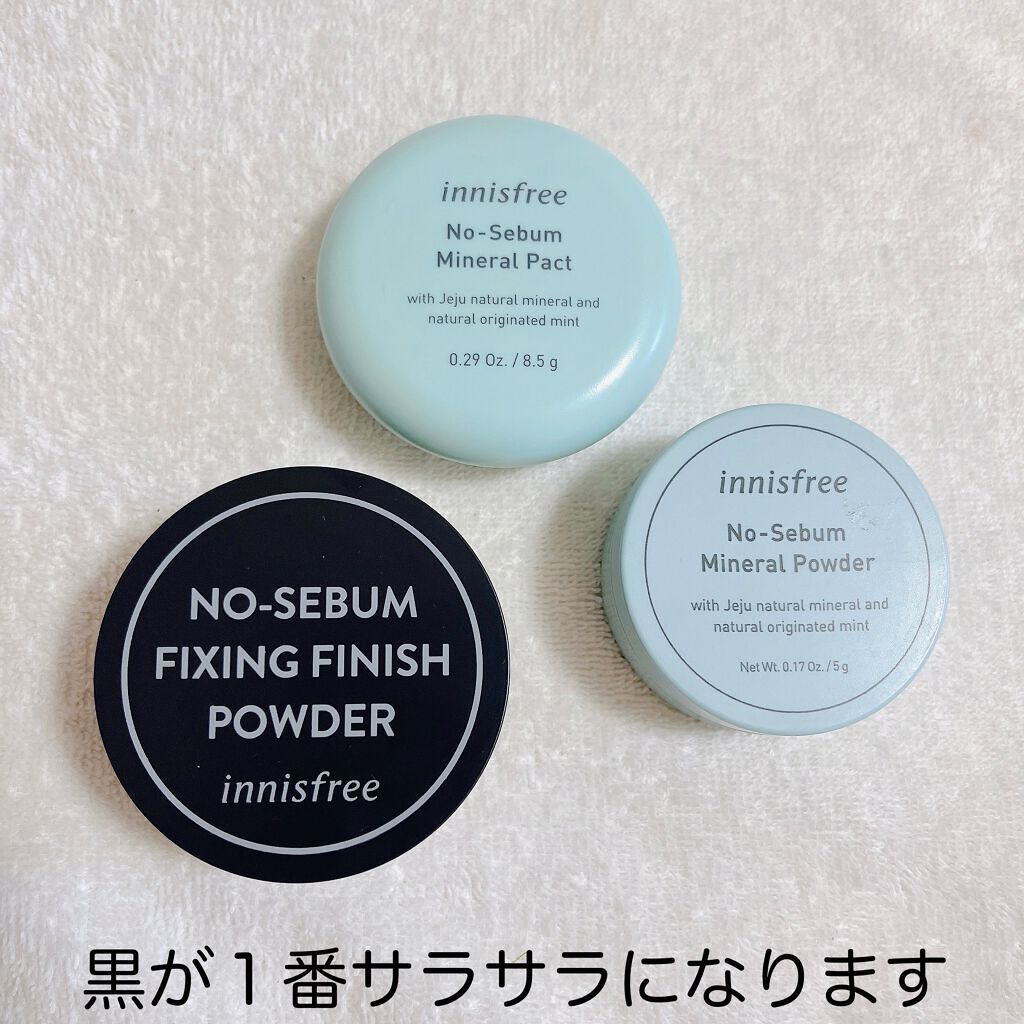 innisfree
No-Sebum
Mineral Pact
with Jeju natural mineral and
natural originated mint
0.29 Oz. / 8.5 g
innisfree
No-Sebum
Mineral Powder
with Jeju natural mineral and
natural originated mint
Net Wt. 0.17 Oz. / 5 g
NO-SEBUM
FIXING FINISH
POWDER
innisfree
黒が１番サラサラになります